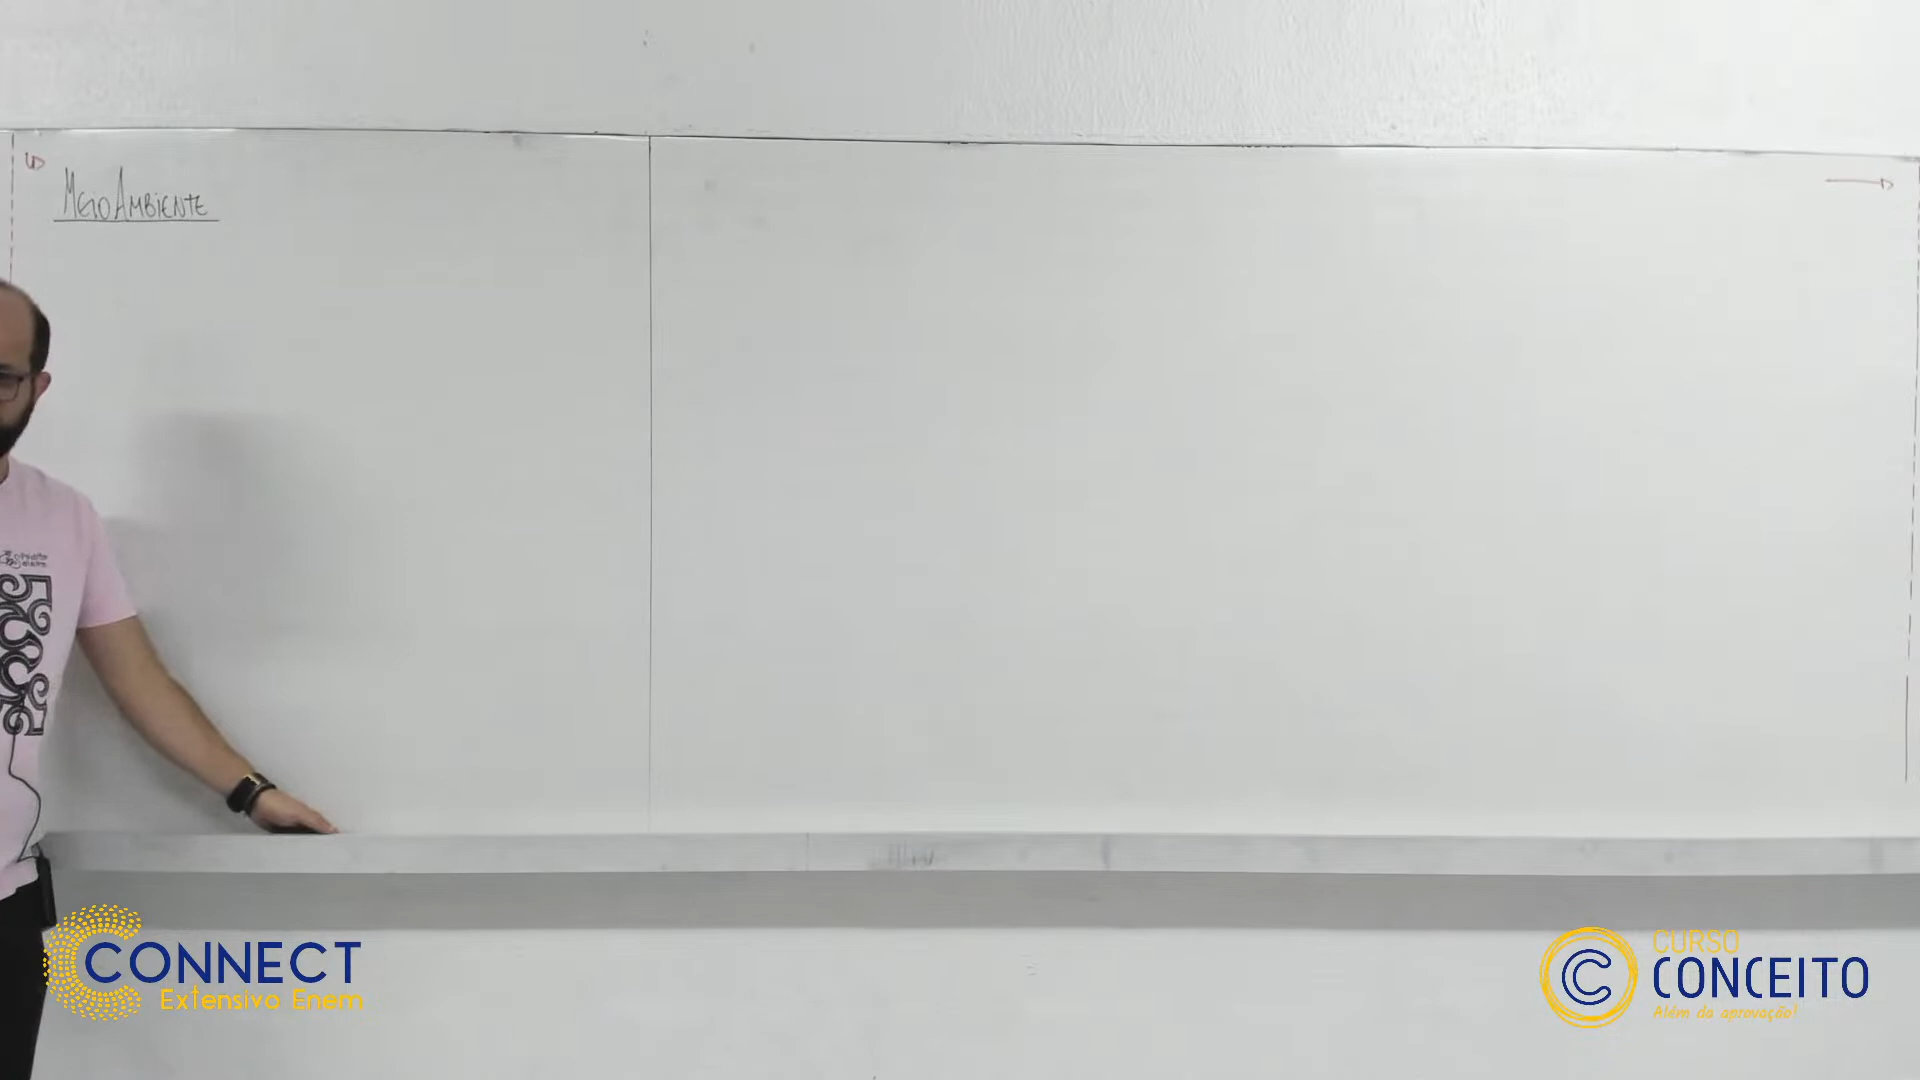 MEIO AMBIENTE
CONNECT
Extensivo Enem
CURSO
CONCEITO
Além da aprovação!